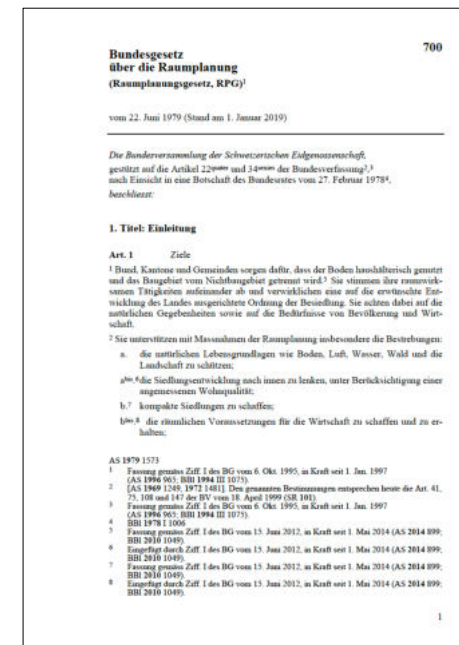 700
Bundesgesetz
über die Raumplanung
(Raumplanungsgesetz, RPG)1
vom 22. Juni 1979 (Stand am 1. Januar 2019)
Die Bundesversammlung der Schweizerischen Eidgenossenschaft,
gestützt auf die Artikel 22quater und 34sexies der Bundesverfassung2,3
nach Einsicht in eine Botschaft des Bundesrates vom 27. Februar 19784,
beschliesst:
1. Titel: Einleitung
Art. 1 Ziele
1 Bund, Kantone und Gemeinden sorgen dafür, dass der Boden haushälterisch genutzt
und das Baugebiet vom Nichtbaugebiet getrennt wird.5 Sie stimmen ihre raumwirk-
samen Tätigkeiten aufeinander ab und verwirklichen eine auf die erwünschte Ent-
wicklung des Landes ausgerichtete Ordnung der Besiedlung. Sie achten dabei auf die
natürlichen Gegebenheiten sowie auf die Bedürfnisse von Bevölkerung und Wirt-
schaft.
2 Sie unterstützen mit Massnahmen der Raumplanung insbesondere die Bestrebungen:
a. die natürlichen Lebensgrundlagen wie Boden, Luft, Wasser, Wald und die
Landschaft zu schützen;
abis.6 die Siedlungsentwicklung nach innen zu lenken, unter Berücksichtigung einer
angemessenen Wohnqualität;
b.7 kompakte Siedlungen zu schaffen;
bbis.8 die räumlichen Voraussetzungen für die Wirtschaft zu schaffen und zu er-
halten;
AS 1979 1573
1 Fassung gemäss Ziff. I des BG vom 6. Okt. 1995, in Kraft seit 1. Jan. 1997
(AS 1996 965; BBl 1994 III 1075).
2 [AS 1969 1249, 1972 1481]. Den genannten Bestimmungen entsprechen heute die Art. 41,
75, 108 und 147 der BV vom 18. April 1999 (SR 101).
3 Fassung gemäss Ziff. I des BG vom 6. Okt. 1995, in Kraft seit 1. Jan. 1997
(AS 1996 965; BBl 1994 III 1075).
4 BBl 1978 I 1006
5 Fassung gemäss Ziff. I des BG vom 15. Juni 2012, in Kraft seit 1. Mai 2014 (AS 2014 899;
BBl 2010 1049).
6 Eingefügt durch Ziff. I des BG vom 15. Juni 2012, in Kraft seit 1. Mai 2014 (AS 2014 899;
BBl 2010 1049).
7 Fassung gemäss Ziff. I des BG vom 15. Juni 2012, in Kraft seit 1. Mai 2014 (AS 2014 899;
BBl 2010 1049).
8 Eingefügt durch Ziff. I des BG vom 15. Juni 2012, in Kraft seit 1. Mai 2014 (AS 2014 899;
BBl 2010 1049).
1